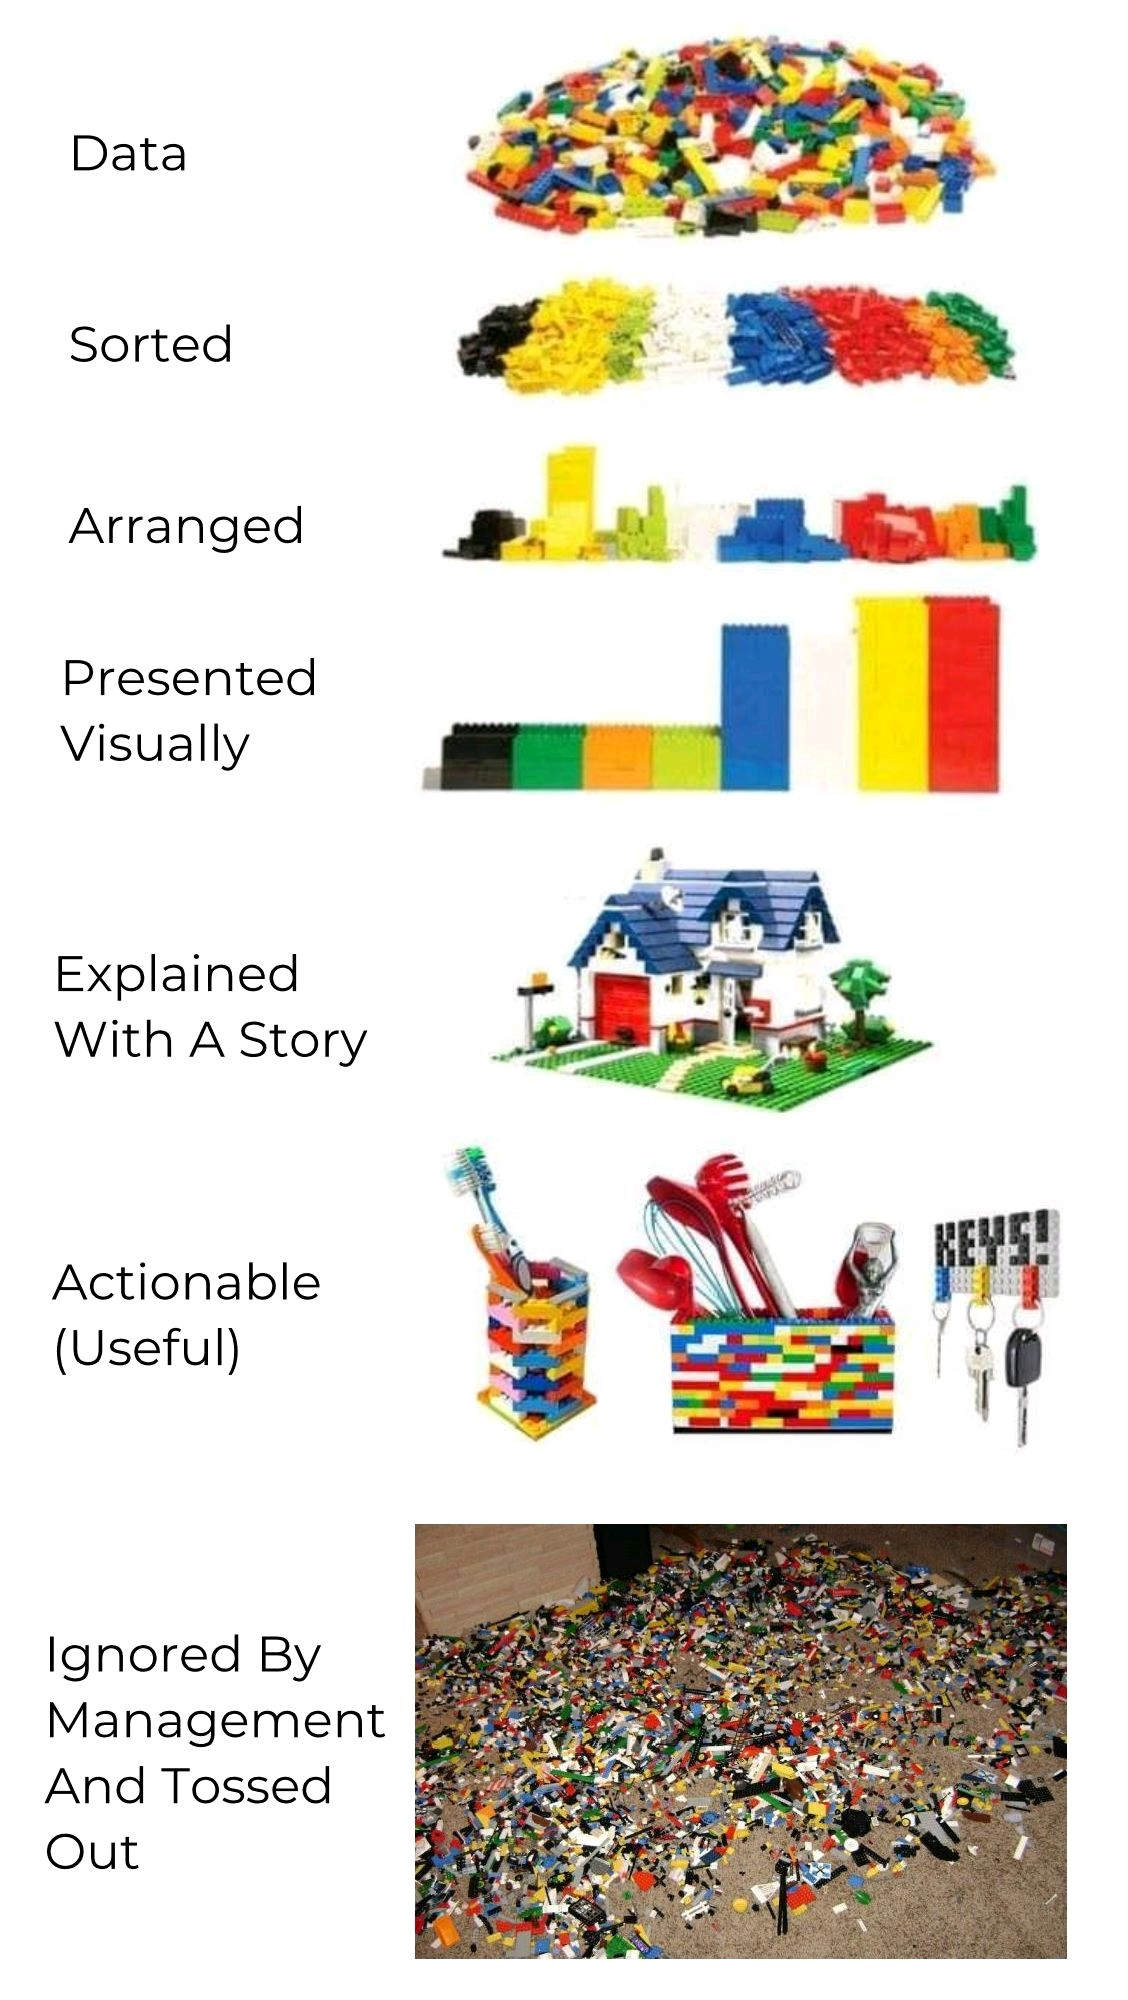 Data
Sorted
Arranged
Presented
Visually
Explained
With A Story
Actionable
(Useful)
KEYS!
Ignored By
Management
And Tossed
Out